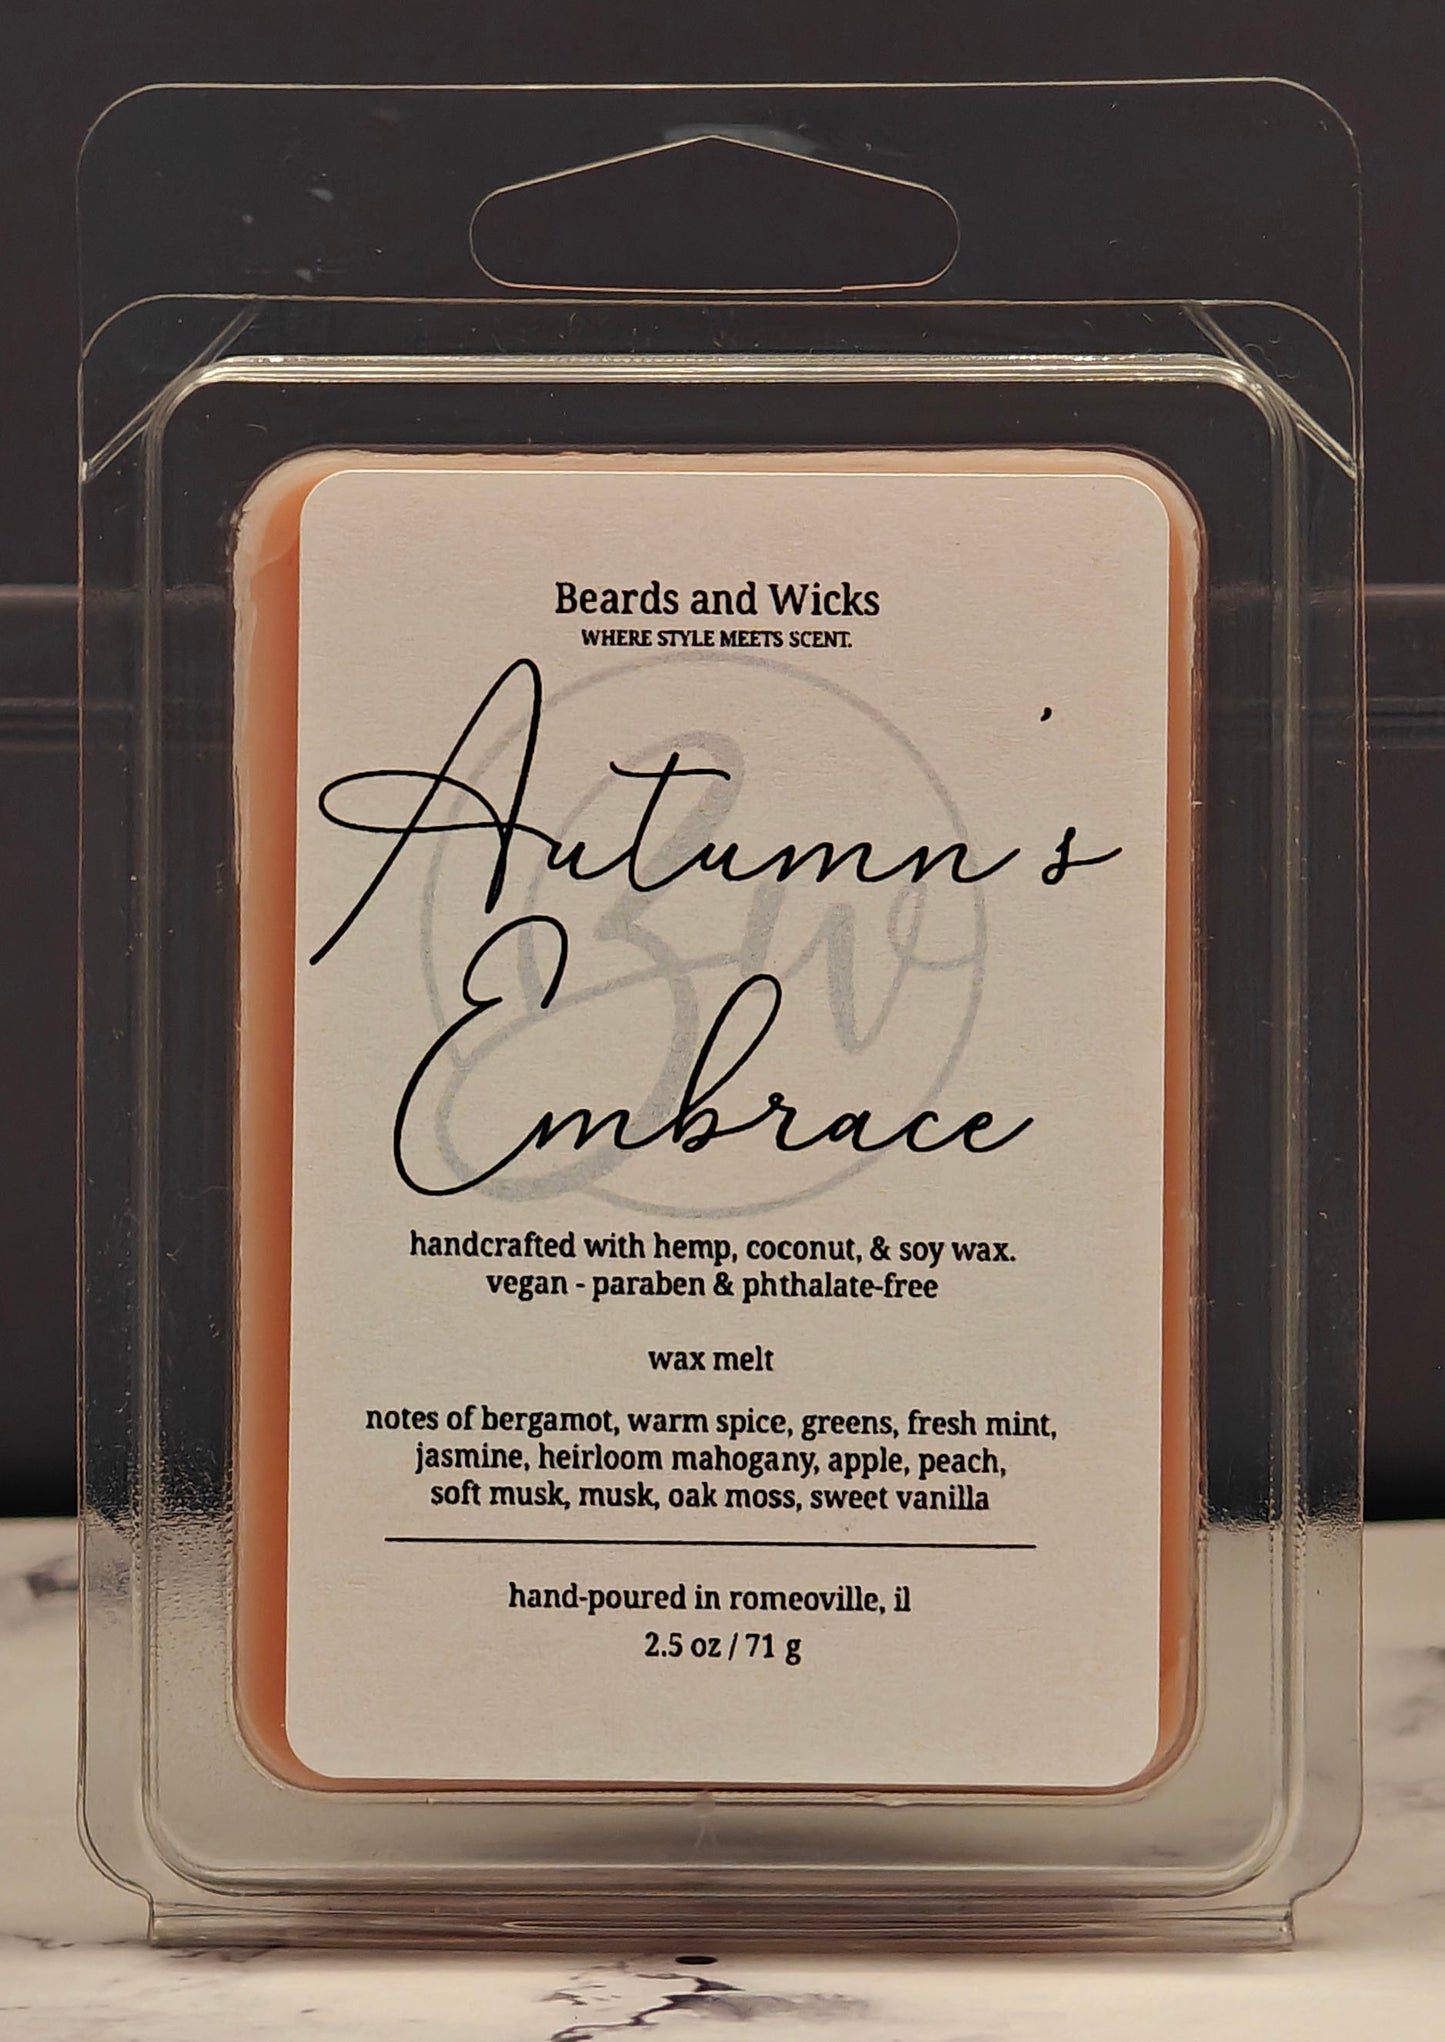 Beards and Wicks
WHERE STYLE MEETS SCENT.
Autumn's
Embrace
Bw
handcrafted with hemp, coconut, & soy wax.
vegan - paraben & phthalate-free
wax melt
notes of bergamot, warm spice, greens, fresh mint,
jasmine, heirloom mahogany, apple, peach,
soft musk, musk, oak moss, sweet vanilla
hand-poured in romeoville, il
2.5 oz / 71 g